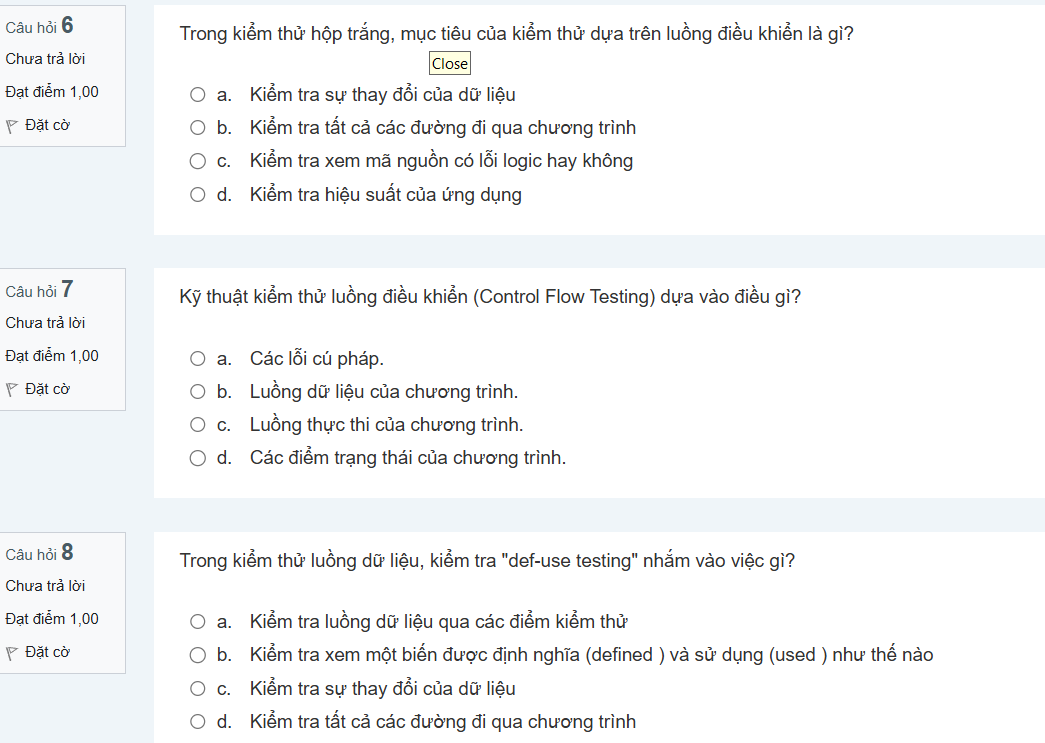 Câu hỏi 6
Chưa trả lời
Đạt điểm 1,00
Đặt cờ
Trong kiểm thử hộp trắng, mục tiêu của kiểm thử dựa trên luồng điều khiển là gì?
Close
a. Kiểm tra sự thay đổi của dữ liệu
b. Kiểm tra tất cả các đường đi qua chương trình
c. Kiểm tra xem mã nguồn có lỗi logic hay không
d. Kiểm tra hiệu suất của ứng dụng
Câu hỏi 7
Chưa trả lời
Đạt điểm 1,00
Đặt cờ
Kỹ thuật kiểm thử luồng điều khiển (Control Flow Testing) dựa vào điều gì?
a. Các lỗi cú pháp.
b. Luồng dữ liệu của chương trình.
c. Luồng thực thi của chương trình.
d. Các điểm trạng thái của chương trình.
Câu hỏi 8
Chưa trả lời
Đạt điểm 1,00
Đặt cờ
Trong kiểm thử luồng dữ liệu, kiểm tra "def-use testing" nhắm vào việc gì?
a. Kiểm tra luồng dữ liệu qua các điểm kiểm thử
b. Kiểm tra xem một biến được định nghĩa (defined ) và sử dụng (used ) như thế nào
c. Kiểm tra sự thay đổi của dữ liệu
d. Kiểm tra tất cả các đường đi qua chương trình